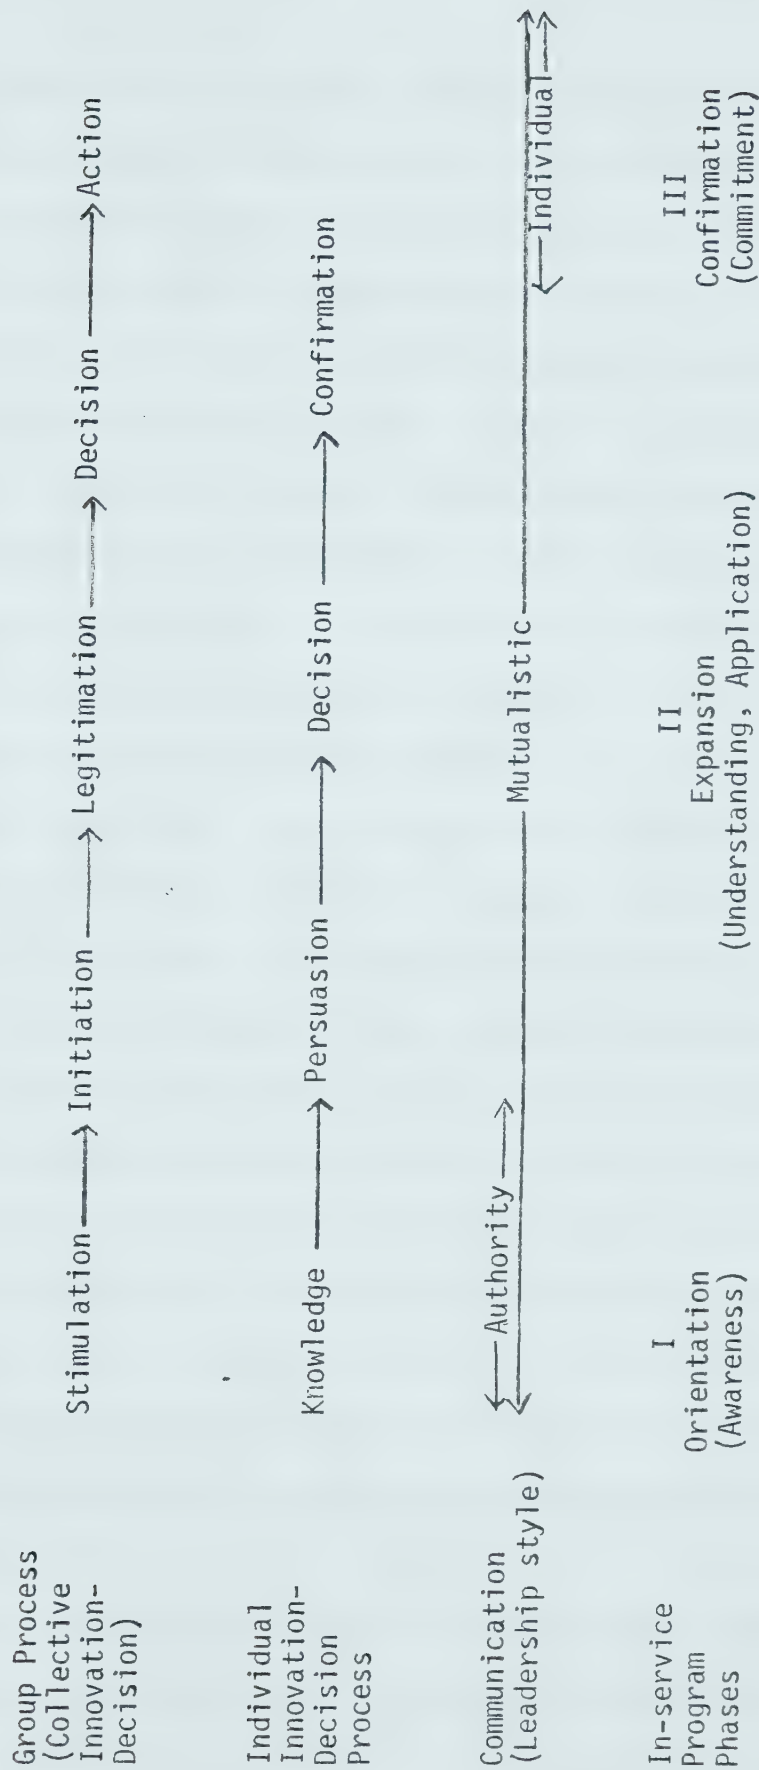 Group Process
(Collective
Innovation-
Decision)
Stimulation
Initiation
Legitimation
Decision
Action
Individual
Innovation-
Decision
Process
Knowledge
Persuasion
Decision
Confirmation
Communication
(Leadership style)
Authority
Mutualistic
Individual
In-service
Program
Phases
I
Orientation
(Awareness)
II
Expansion
(Understanding, Application)
III
Confirmation
(Commitment)